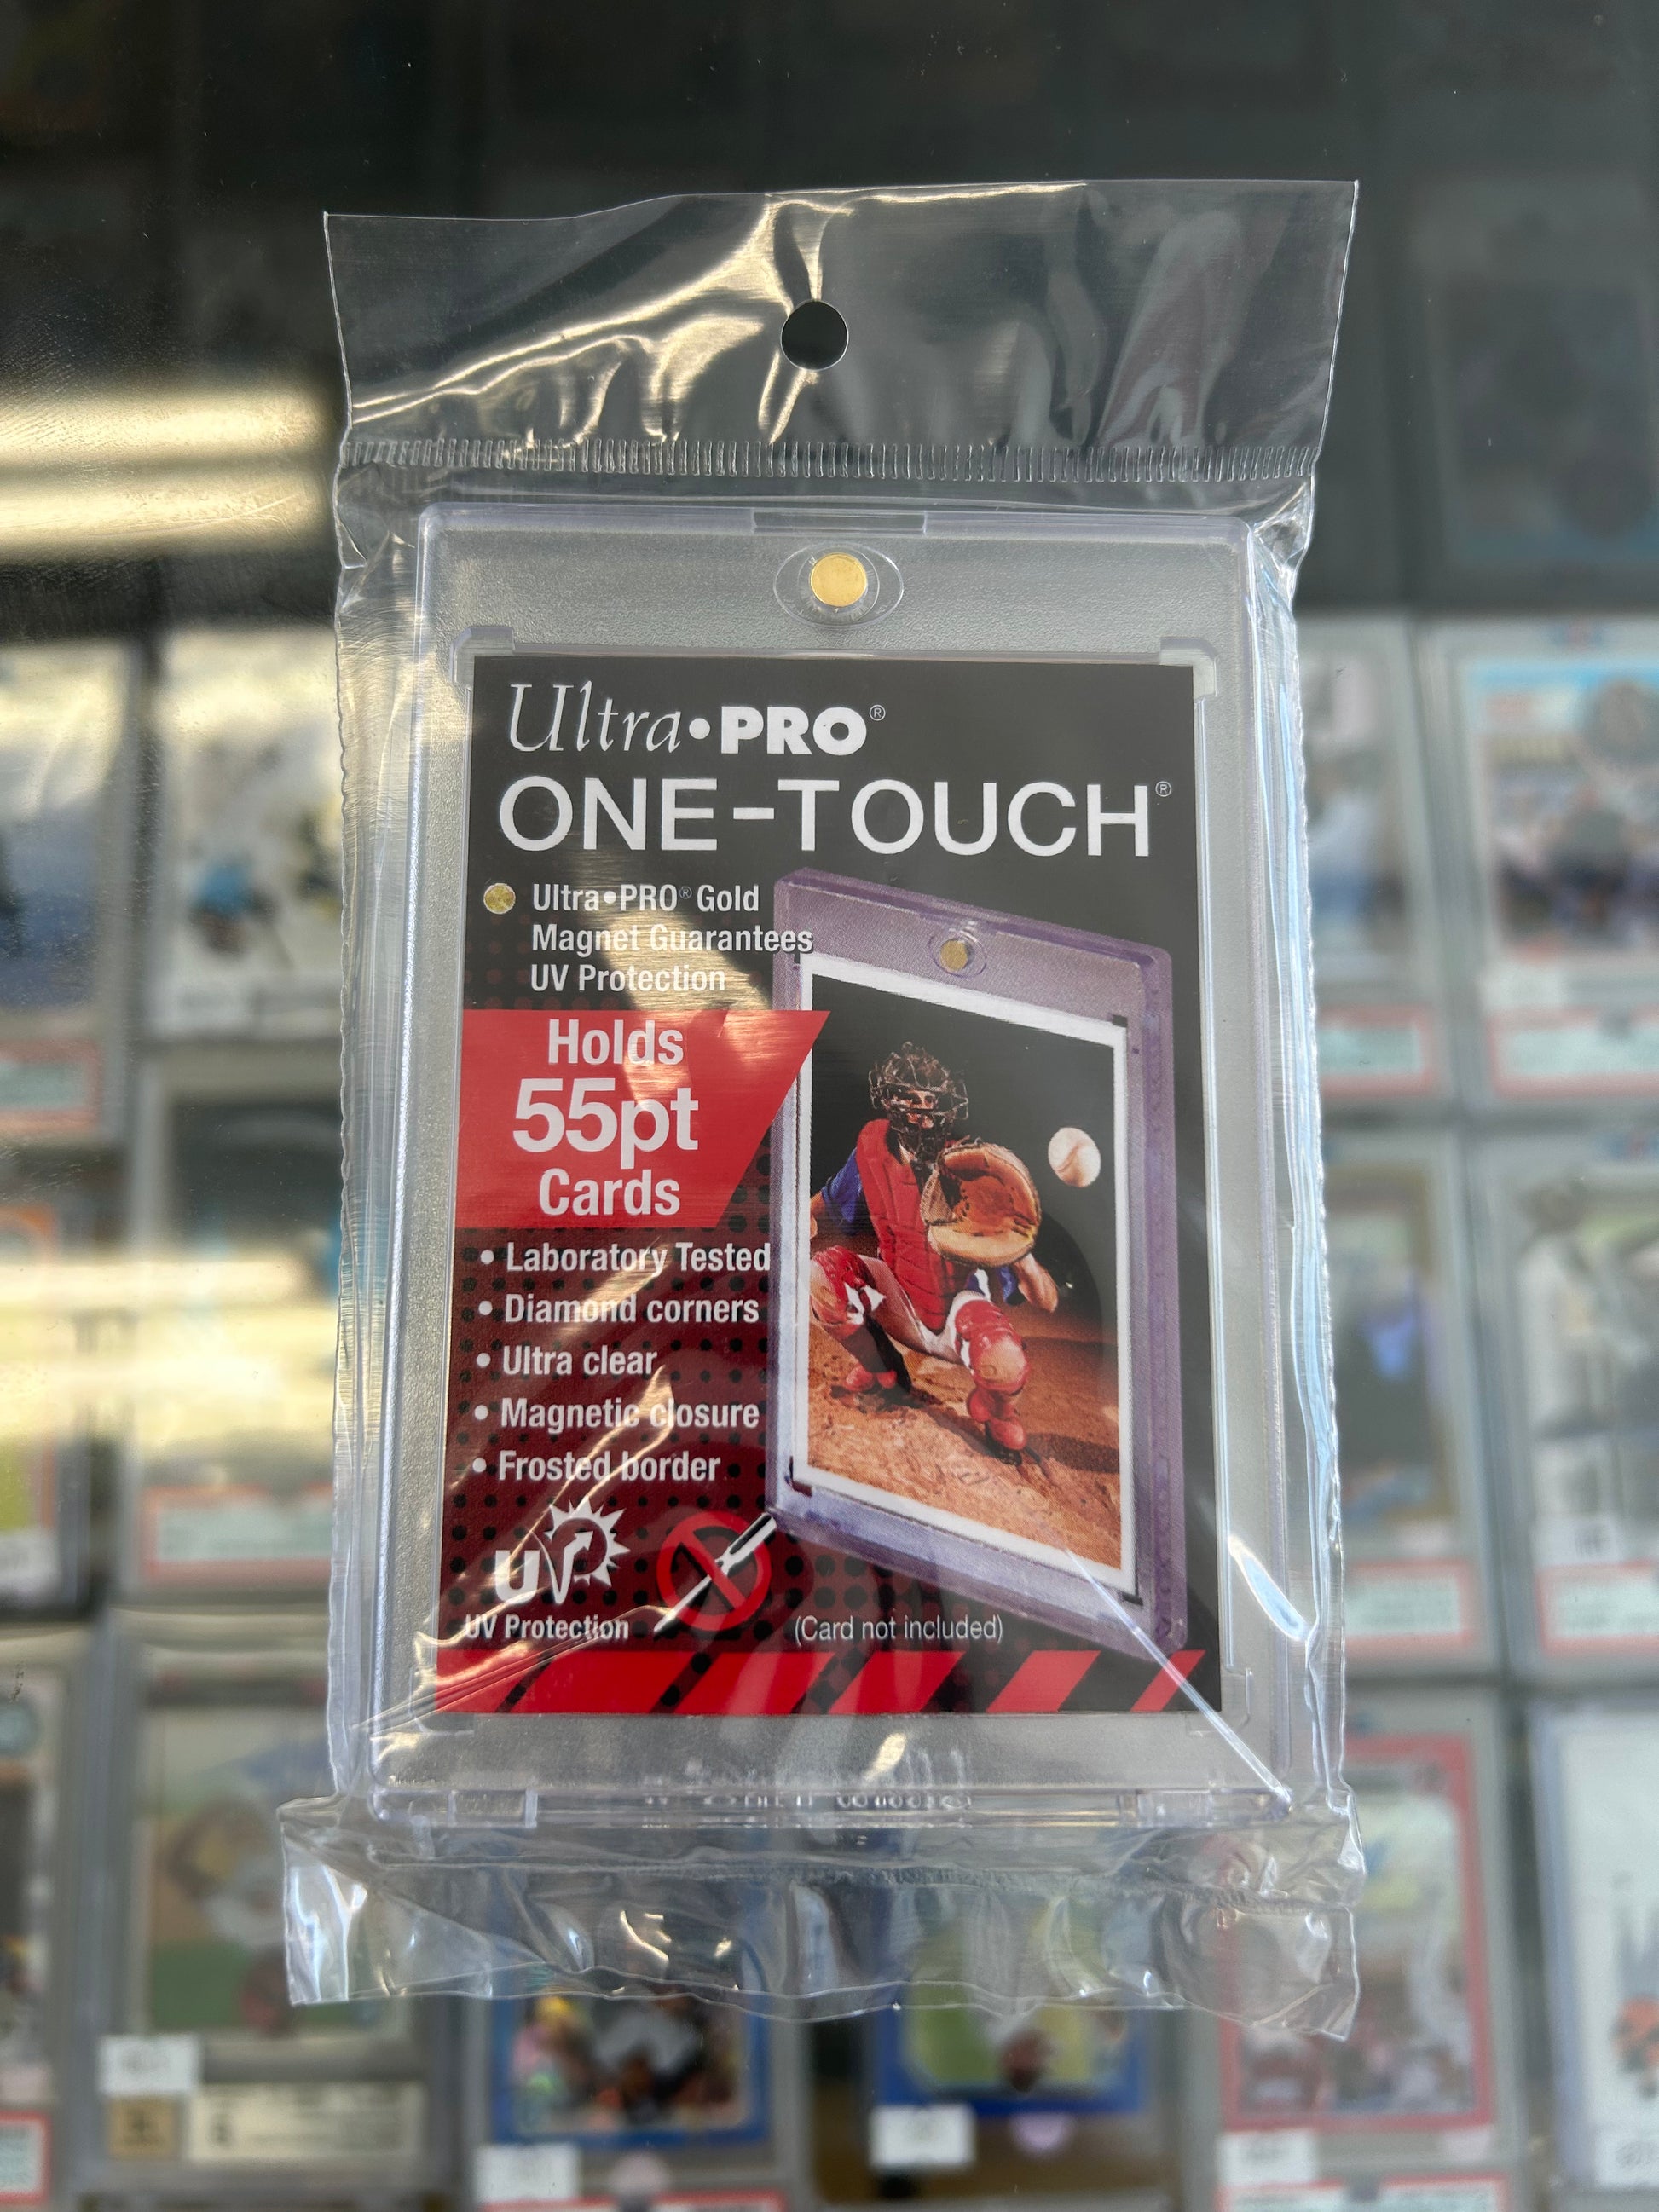 Ultra•PRO®
ONE-TOUCH®
Ultra•PRO® Gold
Magnet Guarantees
UV Protection
Holds
55pt
Cards
• Laboratory Tested
• Diamond corners
• Ultra clear
• Magnetic closure
• Frosted border
UV
UV Protection
(Card not included)